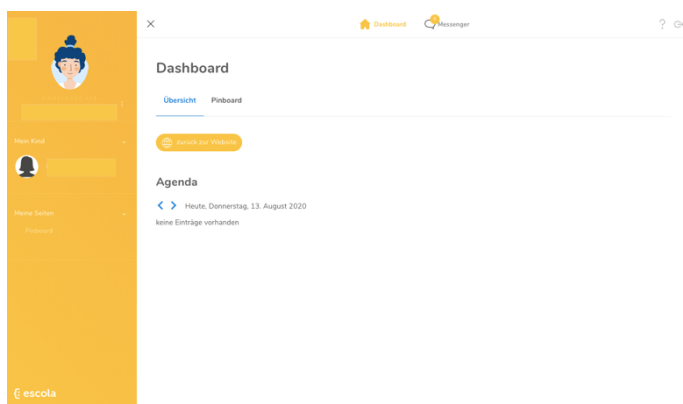 Dashboard
Messenger
?
Dashboard
Übersicht
Pinboard
zurück zur Website
Mein Kind
Agenda
Heute, Donnerstag, 13. August 2020
keine Einträge vorhanden
Meine Seiten
Pinboard
escola